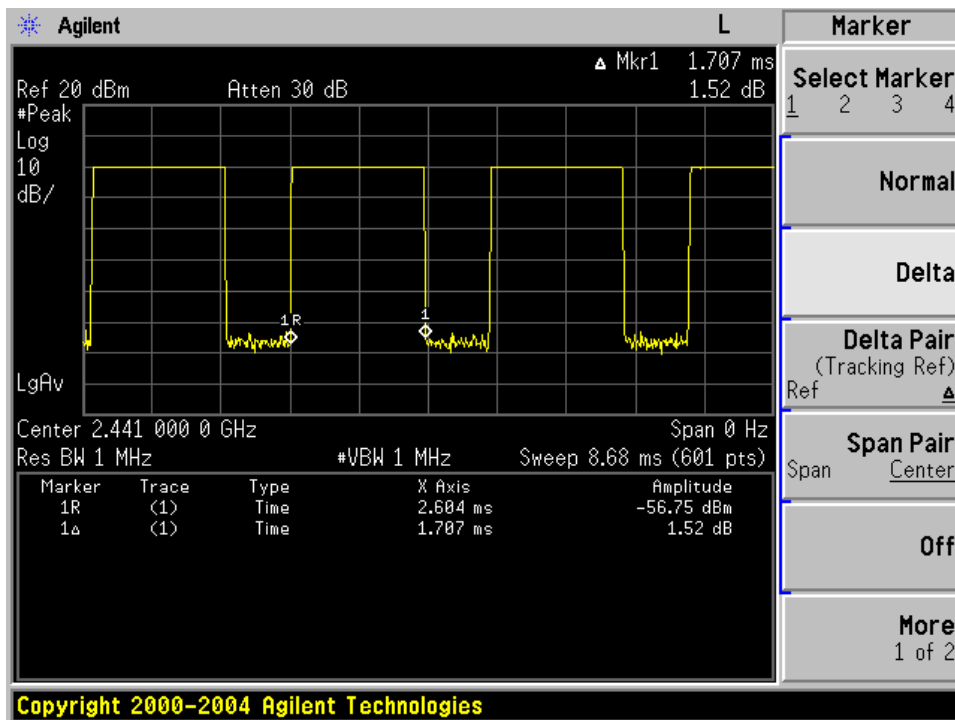 Agilent L
Δ Mkr1 1.707 ms
Ref 20 dBm Atten 30 dB 1.52 dB
#Peak
Log
10
dB/
1R 1
LgAv
Center 2.441 000 0 GHz Span 0 Hz
Res BW 1 MHz #VBW 1 MHz Sweep 8.68 ms (601 pts)
Marker Trace Type X Axis Amplitude
1R (1) Time 2.604 ms -56.75 dBm
1Δ (1) Time 1.707 ms 1.52 dB
Copyright 2000-2004 Agilent Technologies
Marker
Select Marker
1 2 3 4
Normal
Delta
Delta Pair
(Tracking Ref)
Ref Δ
Span Pair
Span Center
Off
More
1 of 2